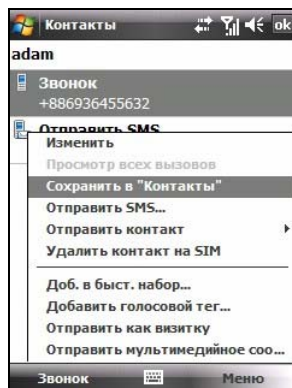 Контакты
ok
adam
Звонок
+886936455632
Отправить SMS
Изменить
Просмотр всех вызовов
Сохранить в "Контакты"
Отправить SMS...
Отправить контакт
Удалить контакт на SIM
Доб. в быст. набор...
Добавить голосовой тег...
Отправить как визитку
Отправить мультимедийное соо...
Звонок
Меню